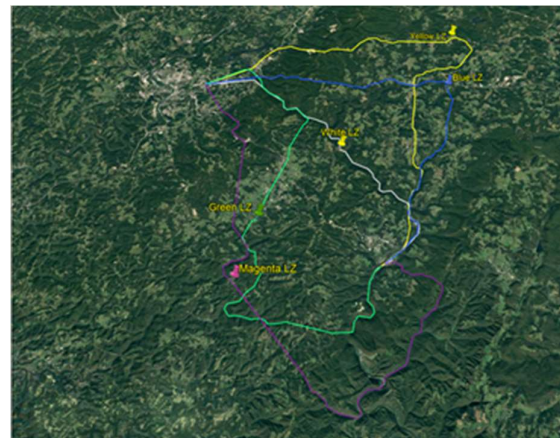 Yellow LZ
Blue LZ
White LZ
Green LZ
Magenta LZ